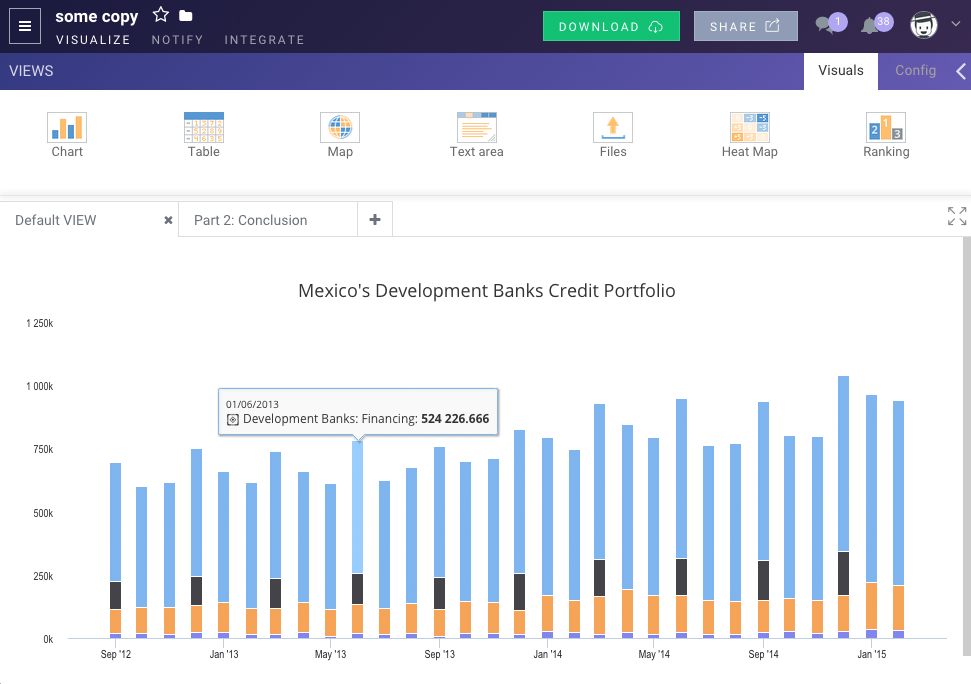 some copy
VISUALIZE NOTIFY INTEGRATE
DOWNLOAD
SHARE
1
38
VIEWS
Visuals
Config
Chart
Table
Map
Text area
Files
Heat Map
Ranking
Default VIEW
Part 2: Conclusion
Mexico's Development Banks Credit Portfolio
1 250k
1 000k
750k
500k
250k
0k
01/06/2013
Development Banks: Financing: 524 226.666
Sep '12 Jan '13 May '13 Sep '13 Jan '14 May '14 Sep '14 Jan '15